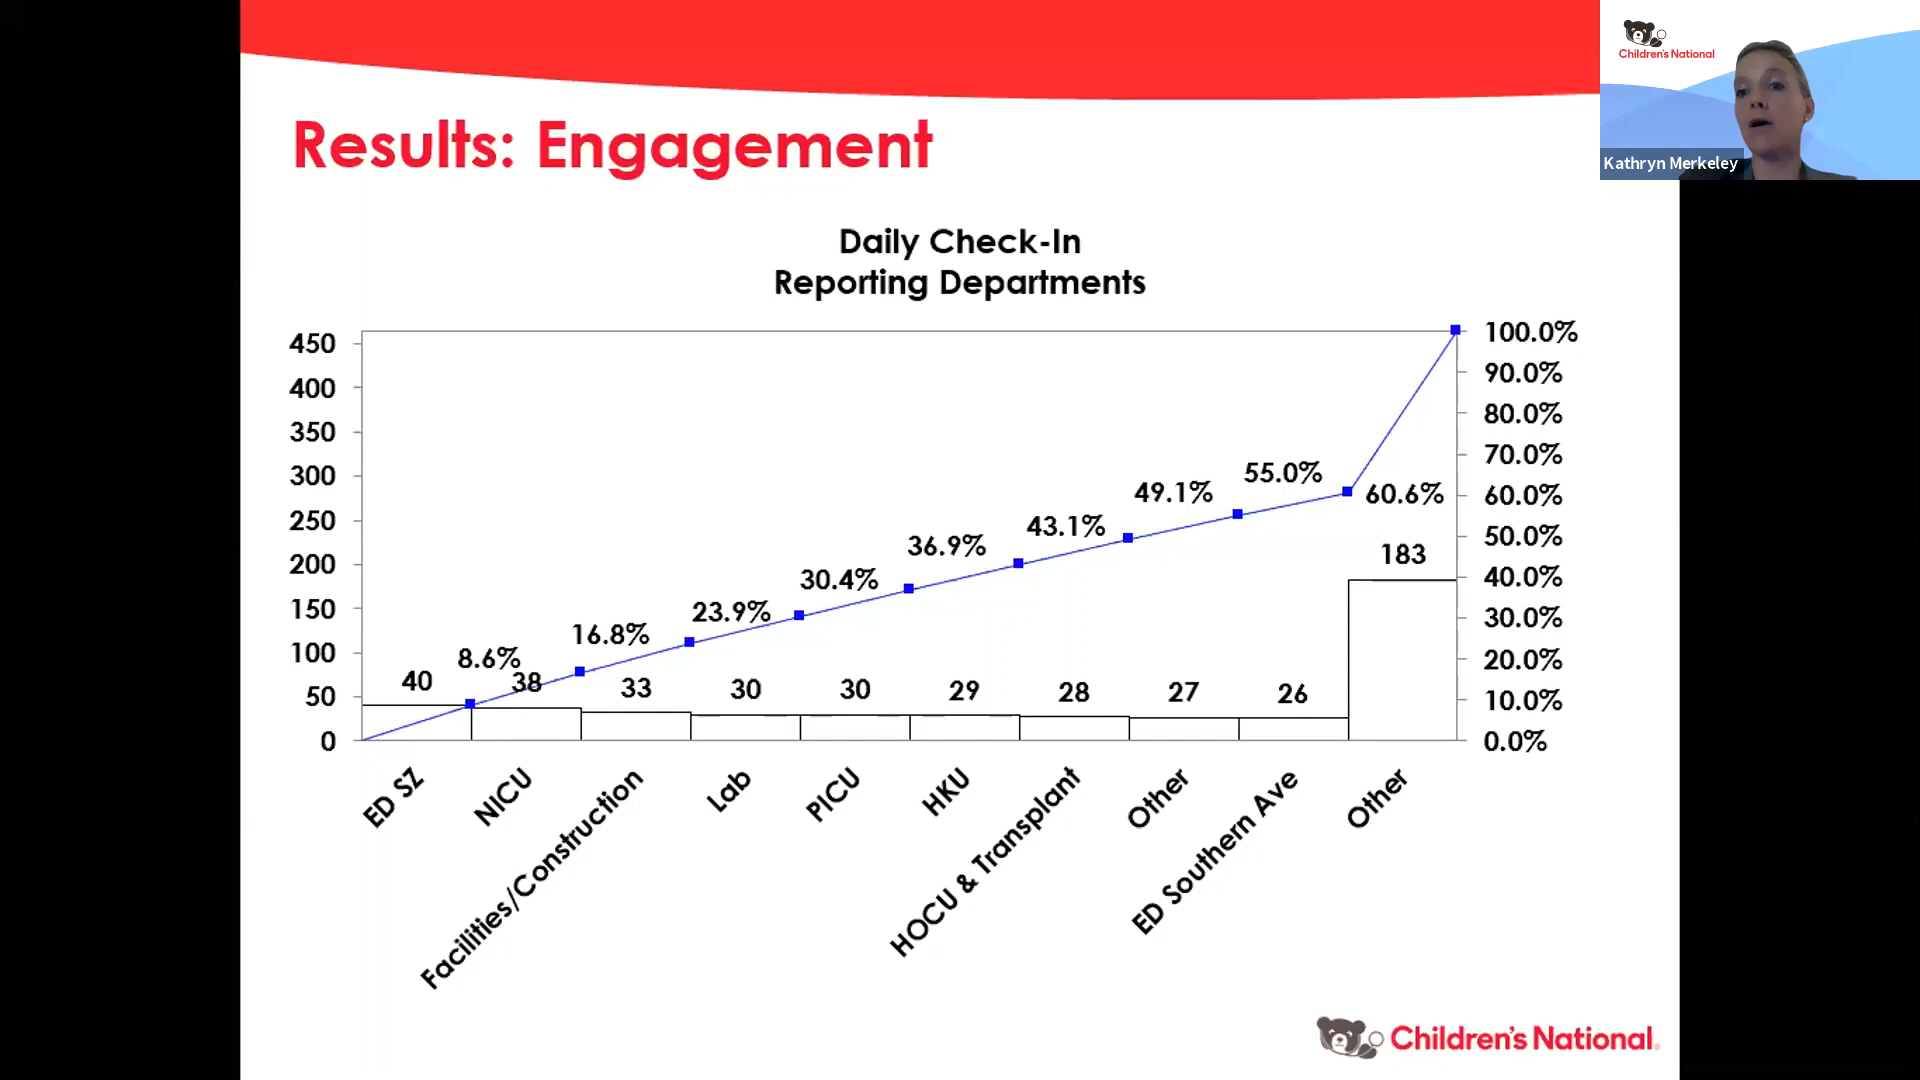 Children's National
Kathryn Merkeley
Results: Engagement
Daily Check-In
Reporting Departments
450
400
350
300
250
200
150
100
50
0
100.0%
90.0%
80.0%
70.0%
60.0%
50.0%
40.0%
30.0%
20.0%
10.0%
0.0%
8.6%
16.8%
23.9%
30.4%
36.9%
43.1%
49.1%
55.0%
60.6%
40
38
33
30
30
29
28
27
26
183
ED SZ
NICU
Facilities/Construction
Lab
PICU
HKU
HOCU & Transplant
Other
ED Southern Ave
Other
Children's National